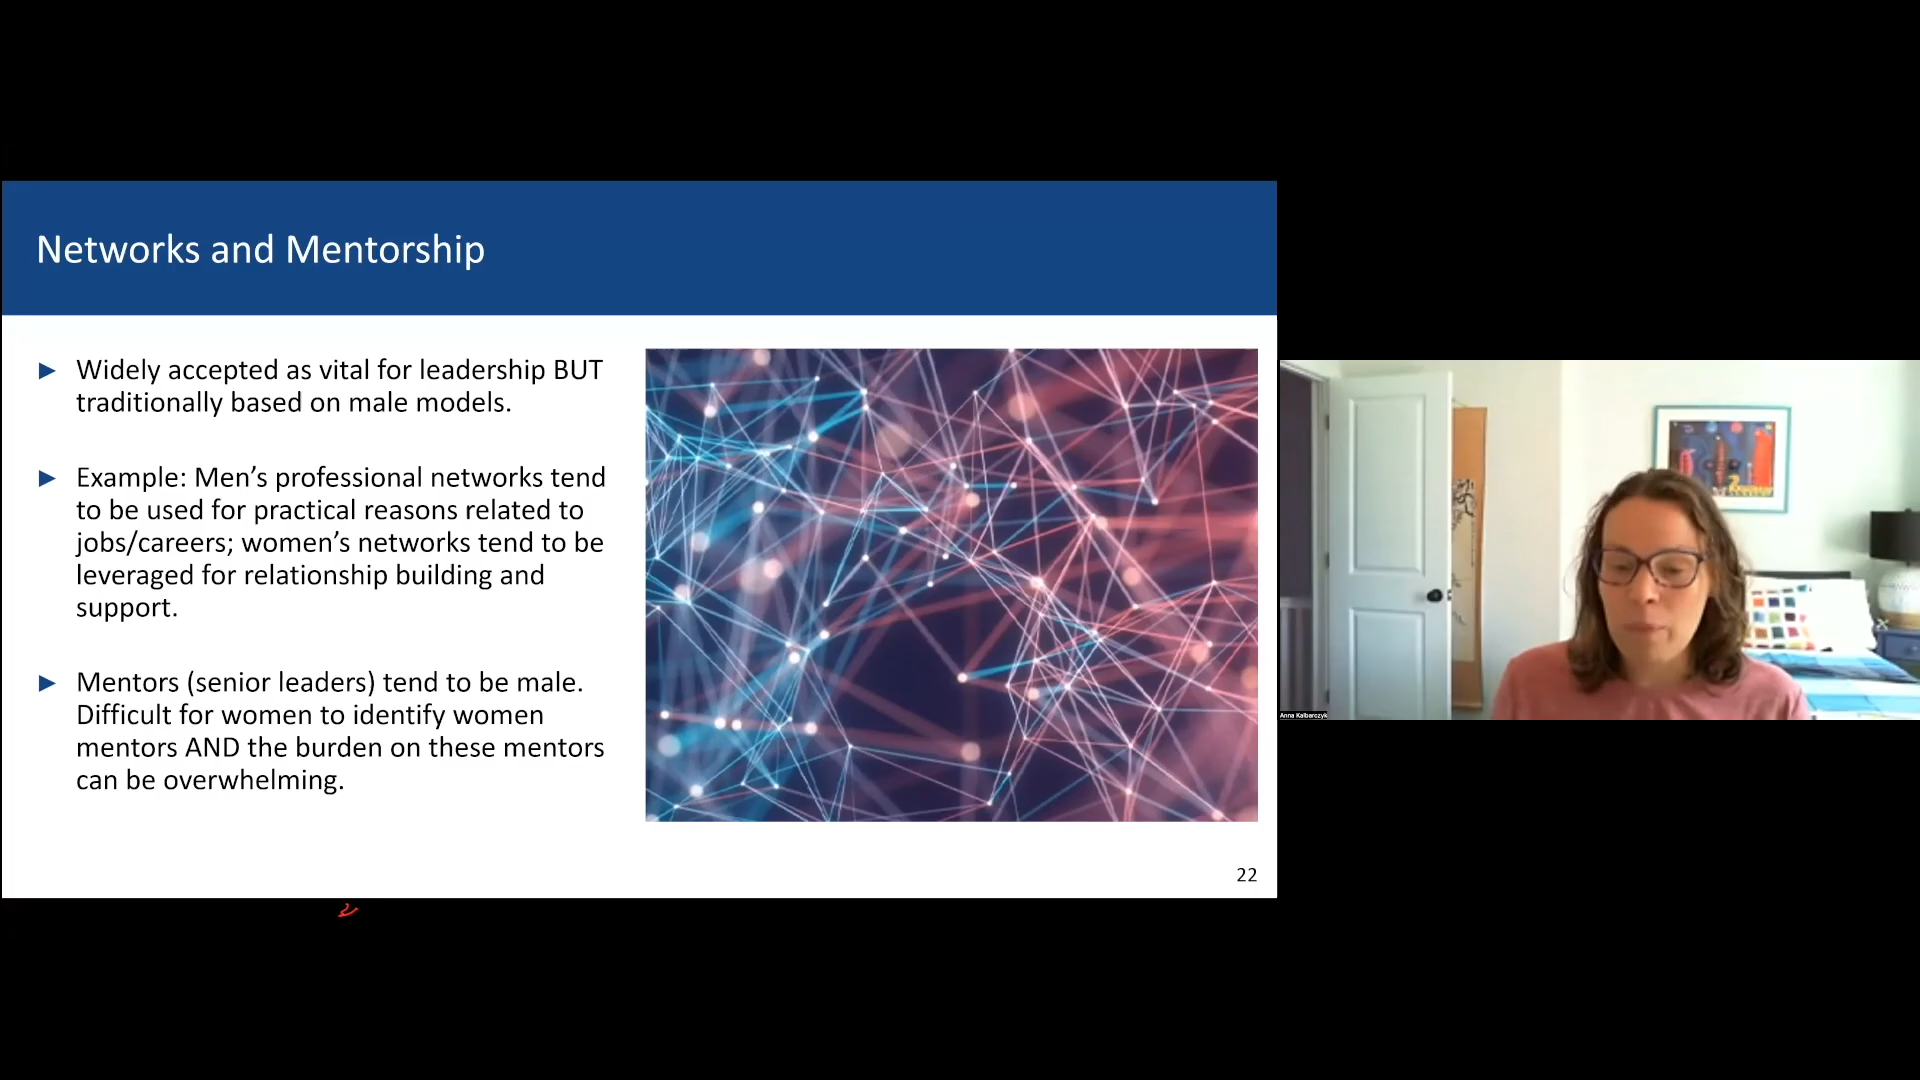 Networks and Mentorship
► Widely accepted as vital for leadership BUT
traditionally based on male models.
► Example: Men’s professional networks tend
to be used for practical reasons related to
jobs/careers; women’s networks tend to be
leveraged for relationship building and
support.
► Mentors (senior leaders) tend to be male.
Difficult for women to identify women
mentors AND the burden on these mentors
can be overwhelming.
22
Anna Kalbarczyk